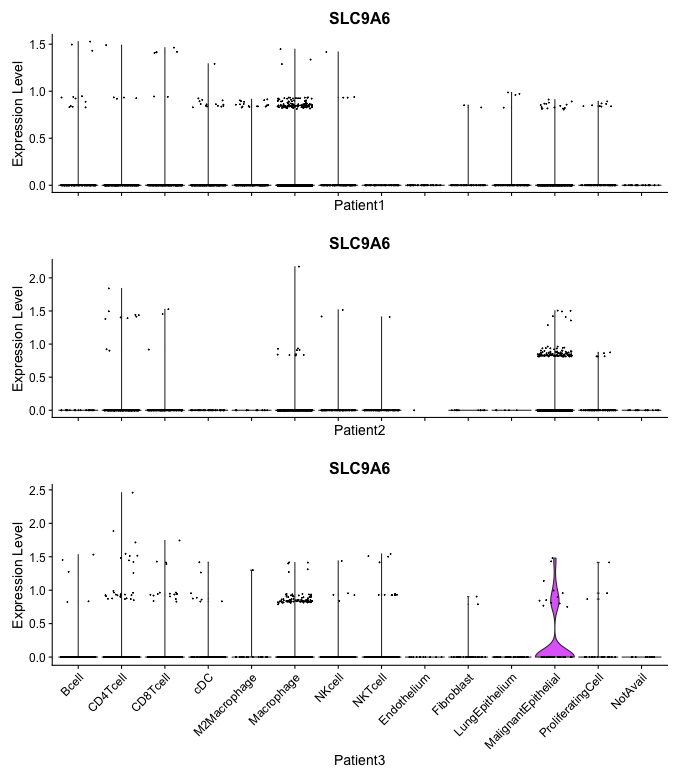 SLC9A6
Expression Level
1.5
1.0
0.5
0.0
Patient1
SLC9A6
Expression Level
2.0
1.5
1.0
0.5
0.0
Patient2
SLC9A6
Expression Level
2.5
2.0
1.5
1.0
0.5
0.0
Bcell
CD4Tcell
CD8Tcell
cDC
M2Macrophage
Macrophage
NKcell
NKTcell
Endothelium
Fibroblast
LungEpithelium
MalignantEpithelial
ProliferatingCell
NotAvail
Patient3